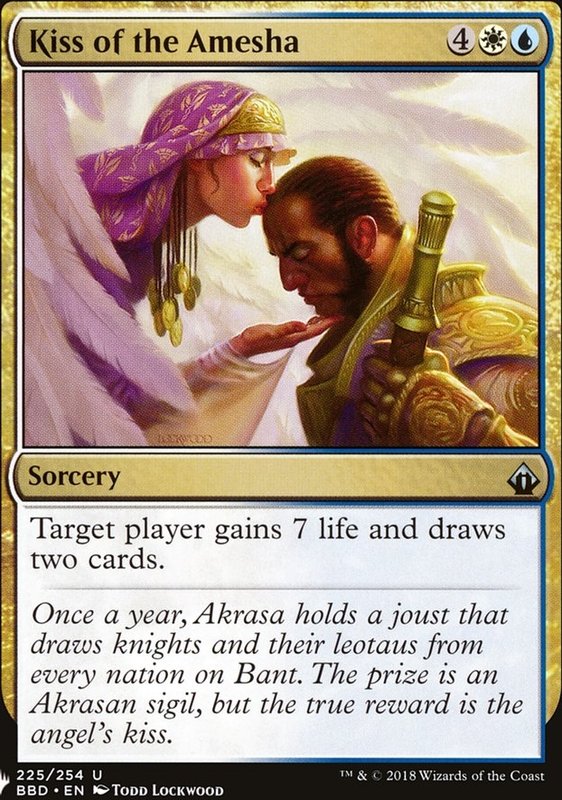 Kiss of the Amesha 4
LOCKWOOD
Sorcery
Target player gains 7 life and draws
two cards.
Once a year, Akrasa holds a joust that
draws knights and their leotaus from
every nation on Bant. The prize is an
Akrasan sigil, but the true reward is the
angel's kiss.
225/254 U
BBD • EN Todd Lockwood
™ & © 2018 Wizards of the Coast